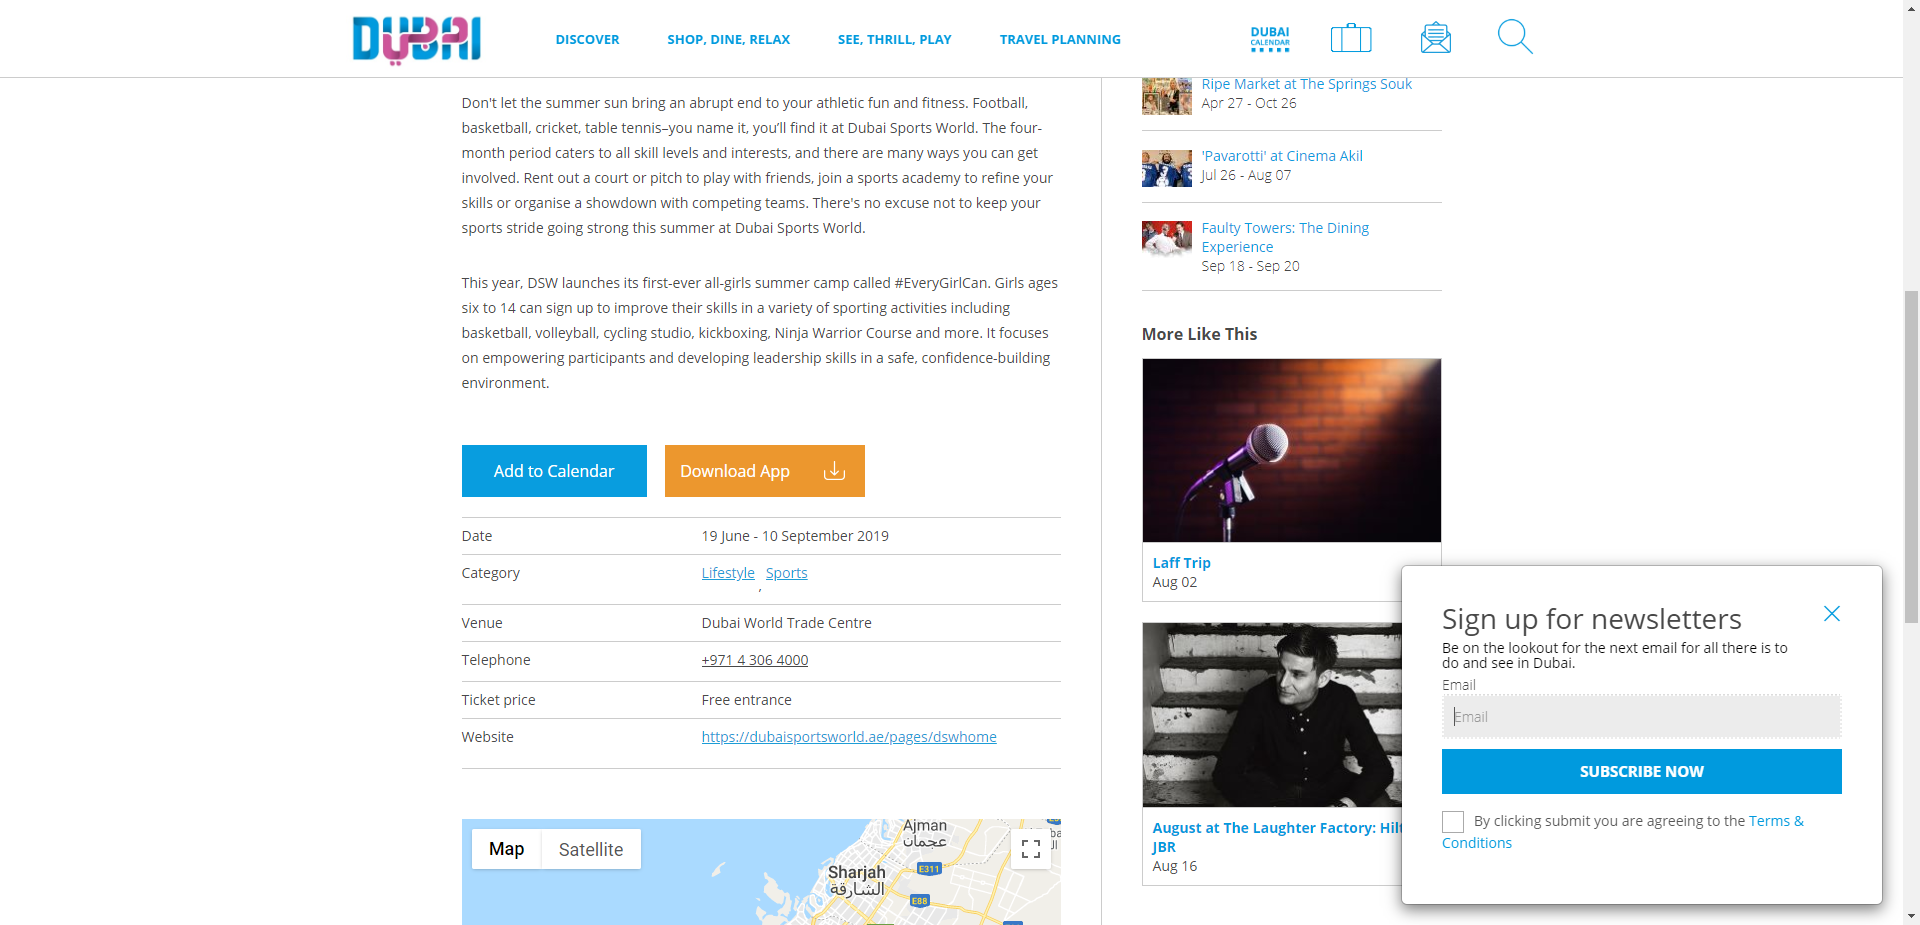 DUBAI
DISCOVER
SHOP, DINE, RELAX
SEE, THRILL, PLAY
TRAVEL PLANNING
DUBAI
CALENDAR
Don't let the summer sun bring an abrupt end to your athletic fun and fitness. Football,
basketball, cricket, table tennis–you name it, you’ll find it at Dubai Sports World. The four-
month period caters to all skill levels and interests, and there are many ways you can get
involved. Rent out a court or pitch to play with friends, join a sports academy to refine your
skills or organise a showdown with competing teams. There's no excuse not to keep your
sports stride going strong this summer at Dubai Sports World.
This year, DSW launches its first-ever all-girls summer camp called #EveryGirlCan. Girls ages
six to 14 can sign up to improve their skills in a variety of sporting activities including
basketball, volleyball, cycling studio, kickboxing, Ninja Warrior Course and more. It focuses
on empowering participants and developing leadership skills in a safe, confidence-building
environment.
Add to Calendar
Download App
Date
19 June - 10 September 2019
Category
Lifestyle , Sports
Venue
Dubai World Trade Centre
Telephone
+971 4 306 4000
Ticket price
Free entrance
Website
https://dubaisportsworld.ae/pages/dswhome
Map
Satellite
Ajman
عجمان
Sharjah
الشارقة
E311
E88
Ripe Market at The Springs Souk
Apr 27 - Oct 26
'Pavarotti' at Cinema Akil
Jul 26 - Aug 07
Faulty Towers: The Dining
Experience
Sep 18 - Sep 20
More Like This
Laff Trip
Aug 02
August at The Laughter Factory: Hilt
JBR
Aug 16
Sign up for newsletters
Be on the lookout for the next email for all there is to
do and see in Dubai.
Email
Email
SUBSCRIBE NOW
By clicking submit you are agreeing to the Terms &
Conditions